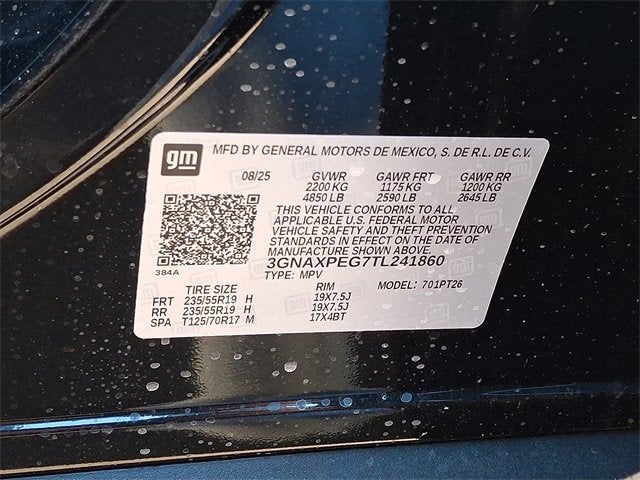 gm MFD BY GENERAL MOTORS DE MEXICO, S. DE R.L. DE C.V.
08/25 GVWR GAWR FRT GAWR RR
2200 KG 1175 KG 1200 KG
4850 LB 2590 LB 2645 LB
THIS VEHICLE CONFORMS TO ALL
APPLICABLE U.S. FEDERAL MOTOR
VEHICLE SAFETY AND THEFT PREVENTION
STANDARDS IN EFFECT ON THE DATE OF
MANUFACTURE SHOWN ABOVE.
384A 3GNAXPEG7TL241860
TYPE: MPV MODEL: 701PT26
TIRE SIZE RIM
FRT 235/55R19 H 19X7.5J
RR 235/55R19 H 19X7.5J
SPA T125/70R17 M 17X4BT